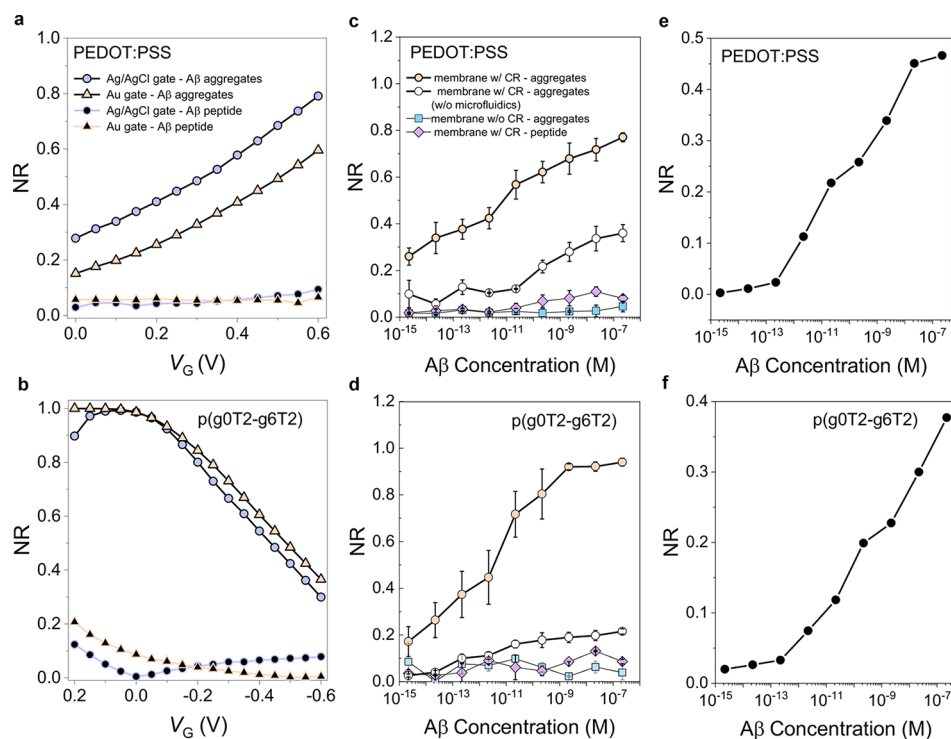 a
PEDOT:PSS
1.0
0.8
0.6
0.4
0.2
0.0
NR
Ag/AgCl gate - Aβ aggregates
Au gate - Aβ aggregates
Ag/AgCl gate - Aβ peptide
Au gate - Aβ peptide
0.0 0.2 0.4 0.6
VG (V)
c
PEDOT:PSS
1.2
1.0
0.8
0.6
0.4
0.2
0.0
NR
membrane w/ CR - aggregates
membrane w/ CR - aggregates
(w/o microfluidics)
membrane w/o CR - aggregates
membrane w/ CR - peptide
10-15 10-13 10-11 10-9 10-7
Aβ Concentration (M)
e
PEDOT:PSS
0.5
0.4
0.3
0.2
0.1
0.0
NR
10-15 10-13 10-11 10-9 10-7
Aβ Concentration (M)
b
p(g0T2-g6T2)
1.0
0.8
0.6
0.4
0.2
0.0
NR
0.2 0.0 -0.2 -0.4 -0.6
VG (V)
d
p(g0T2-g6T2)
1.2
1.0
0.8
0.6
0.4
0.2
0.0
NR
10-15 10-13 10-11 10-9 10-7
Aβ Concentration (M)
f
p(g0T2-g6T2)
0.4
0.3
0.2
0.1
0.0
NR
10-15 10-13 10-11 10-9 10-7
Aβ Concentration (M)